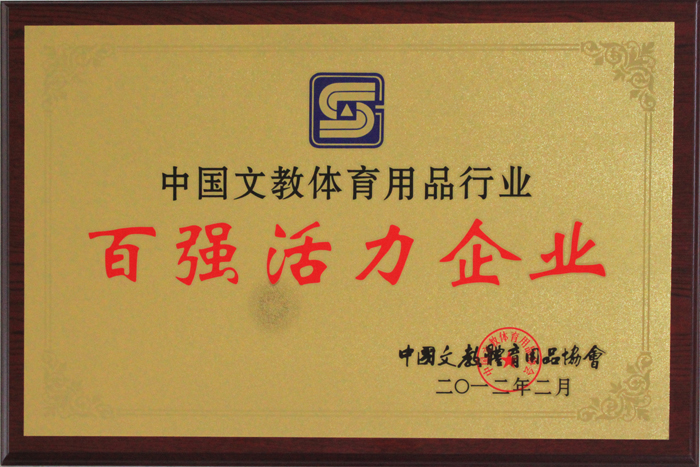 中国文教体育用品行业
百强活力企业
中國文教體育用品協會
二〇一二年二月